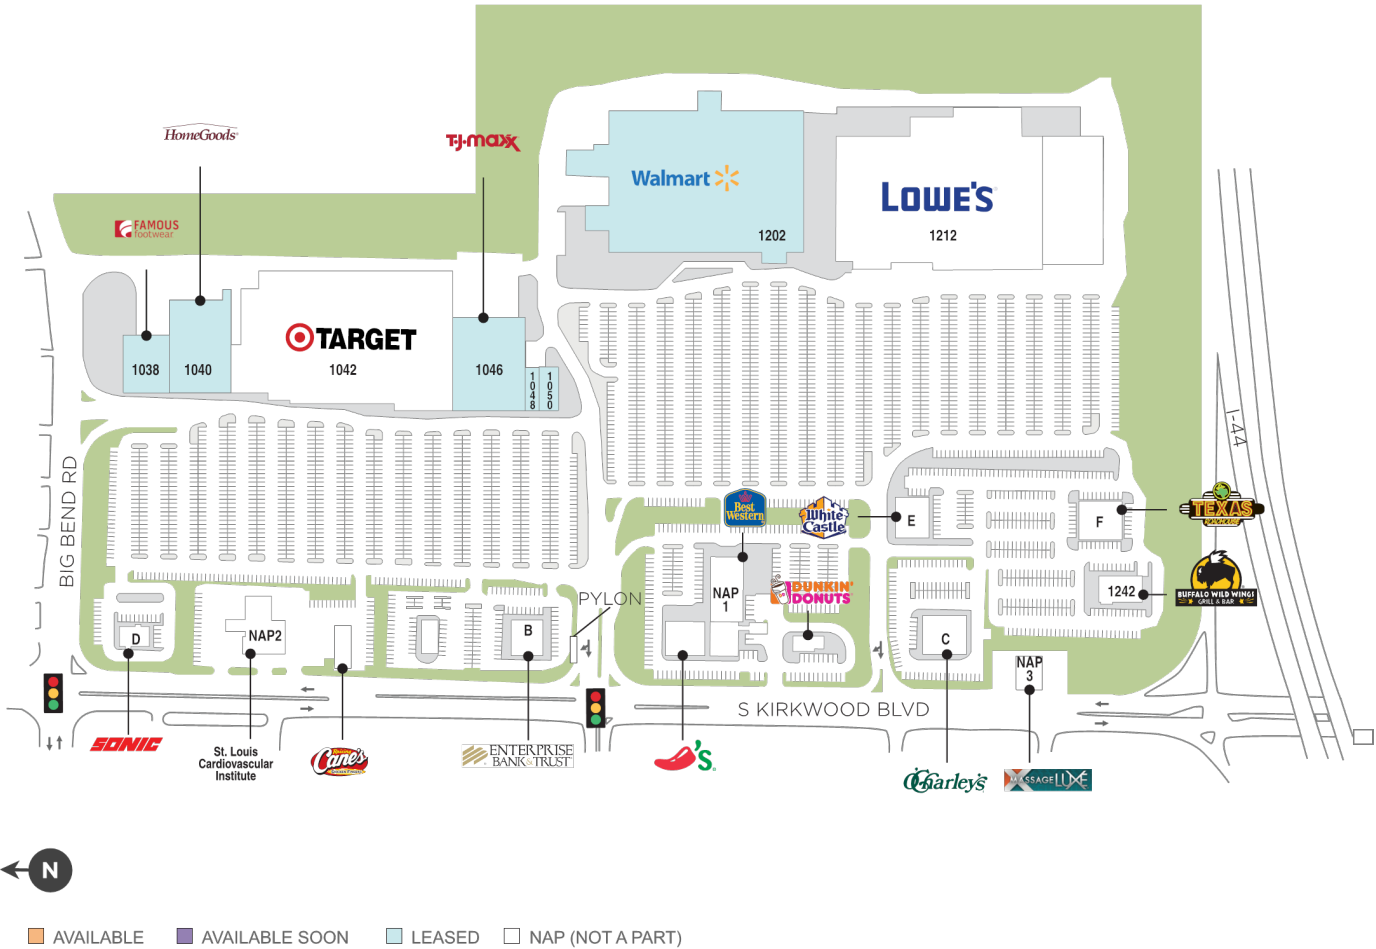 HomeGoods
T·J·maxx
FAMOUS
footwear
Walmart
1202
LOWE'S
1212
TARGET
1038
1040
1042
1046
1048
1050
BIG BEND RD
I-44
Best
Western
White
Castle
E
F
TEXAS
ROADHOUSE
DUNKIN'
DONUTS
NAP
1
1242
BUFFALO WILD WINGS
GRILL & BAR
PYLON
D
NAP2
B
C
NAP
3
S KIRKWOOD BLVD
SONIC
St. Louis
Cardiovascular
Institute
Raising
Cane's
CHICKEN FINGERS
ENTERPRISE
BANK & TRUST
'S
O'Charley's
MASSAGE LUXÉ
N
AVAILABLE
AVAILABLE SOON
LEASED
NAP (NOT A PART)